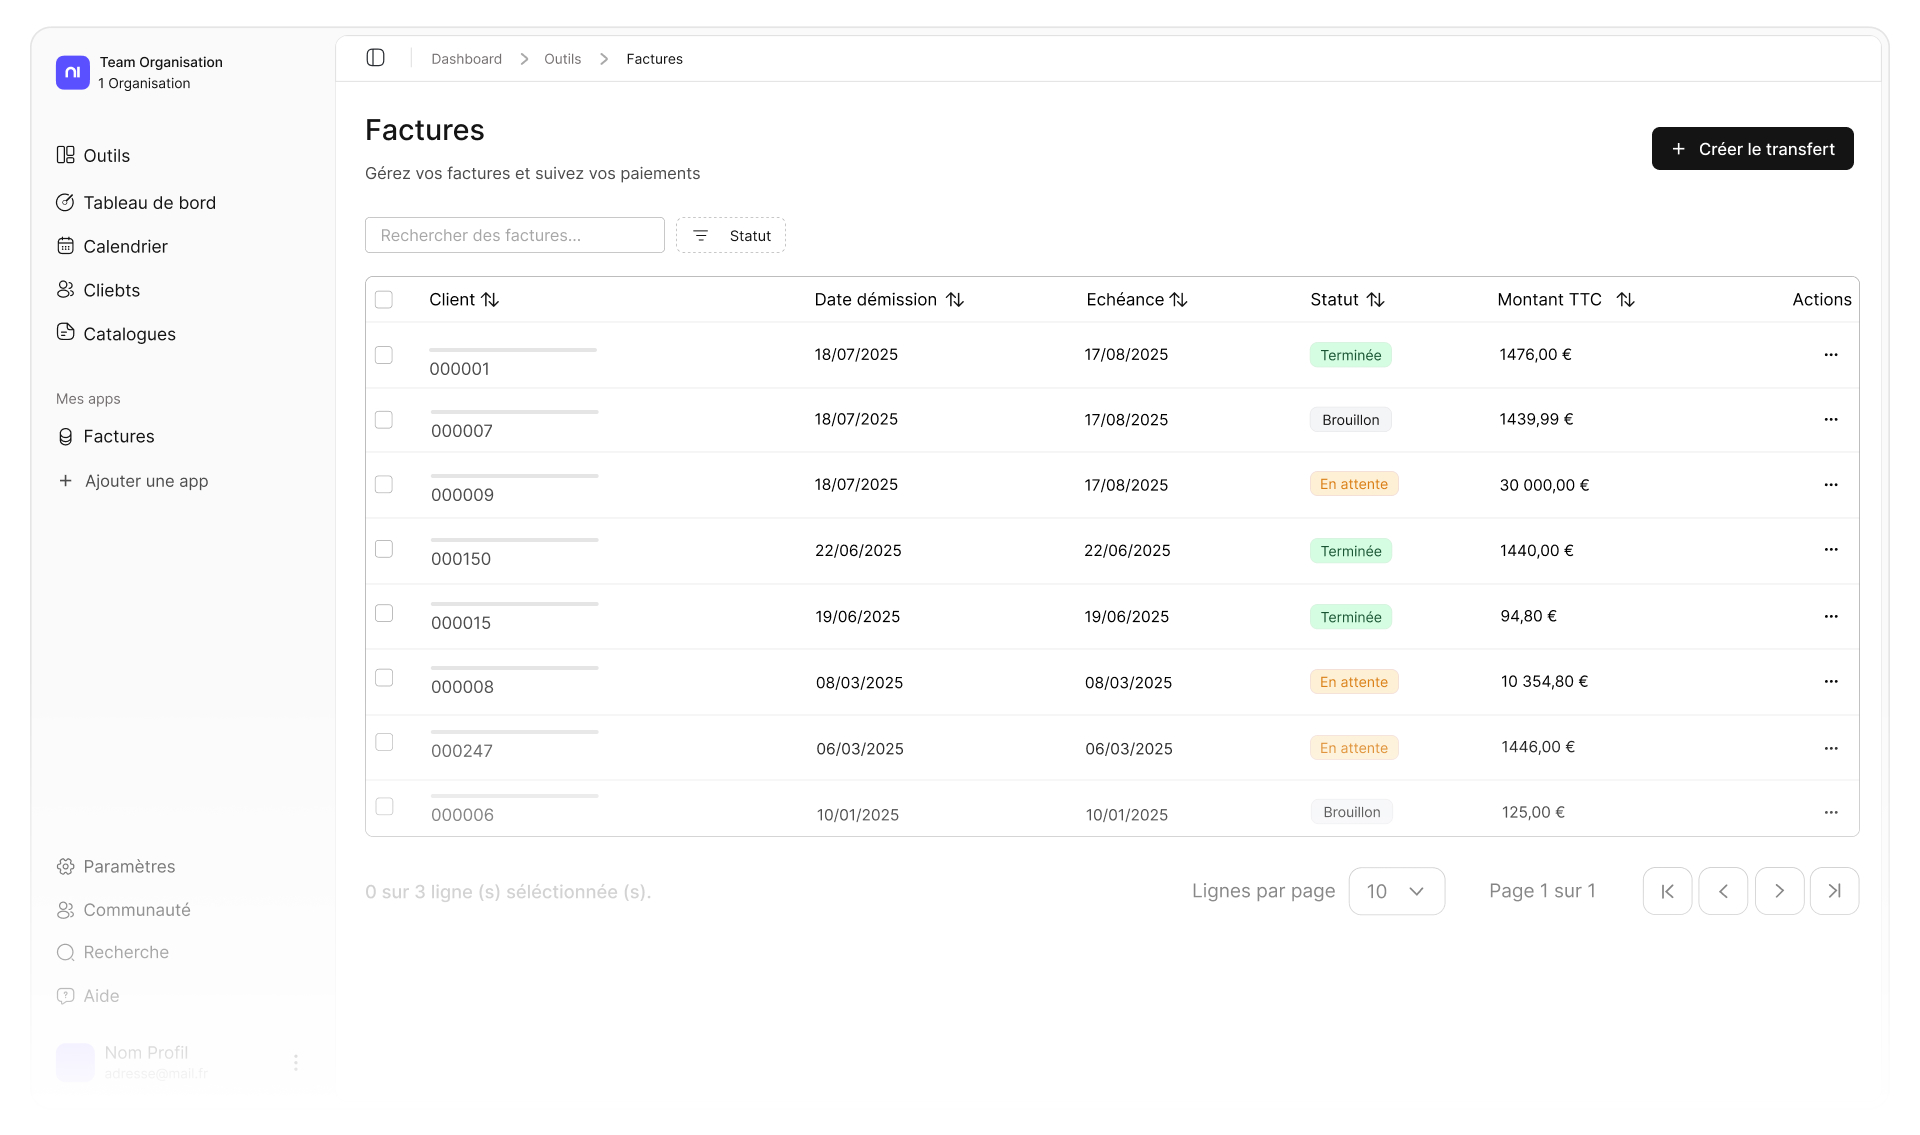 Team Organisation
1 Organisation
Outils
Tableau de bord
Calendrier
Cliebts
Catalogues
Mes apps
Factures
Ajouter une app
Paramètres
Communauté
Recherche
Aide
Nom Profil
adresse@mail.fr
Dashboard > Outils > Factures
Factures
Gérez vos factures et suivez vos paiements
+ Créer le transfert
Rechercher des factures...
Statut
Client Date démission Echéance Statut Montant TTC Actions
000001 18/07/2025 17/08/2025 Terminée 1476,00 € ...
000007 18/07/2025 17/08/2025 Brouillon 1439,99 € ...
000009 18/07/2025 17/08/2025 En attente 30 000,00 € ...
000150 22/06/2025 22/06/2025 Terminée 1440,00 € ...
000015 19/06/2025 19/06/2025 Terminée 94,80 € ...
000008 08/03/2025 08/03/2025 En attente 10 354,80 € ...
000247 06/03/2025 06/03/2025 En attente 1446,00 € ...
000006 10/01/2025 10/01/2025 Brouillon 125,00 € ...
0 sur 3 ligne (s) séléctionnée (s).
Lignes par page 10 Page 1 sur 1